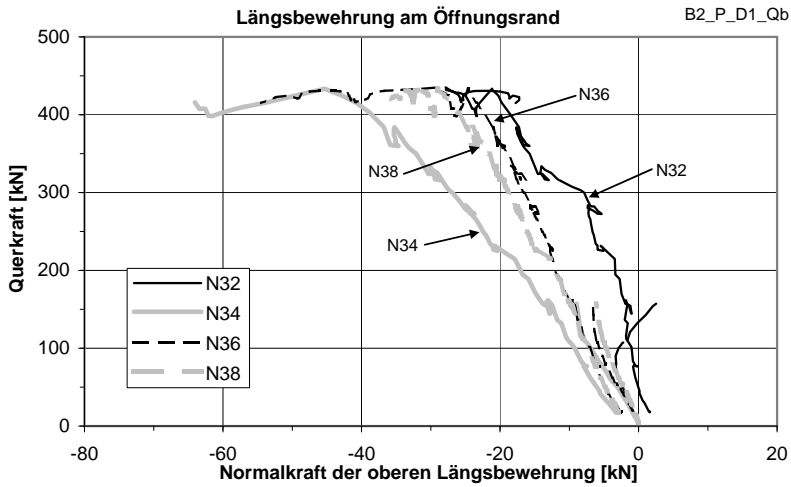 Längsbewehrung am Öffnungsrand
B2_P_D1_Qb
Querkraft [kN]
500
400
300
200
100
0
N36
N38
N32
N34
N32
N34
N36
N38
-80
-60
-40
-20
0
20
Normalkraft der oberen Längsbewehrung [kN]